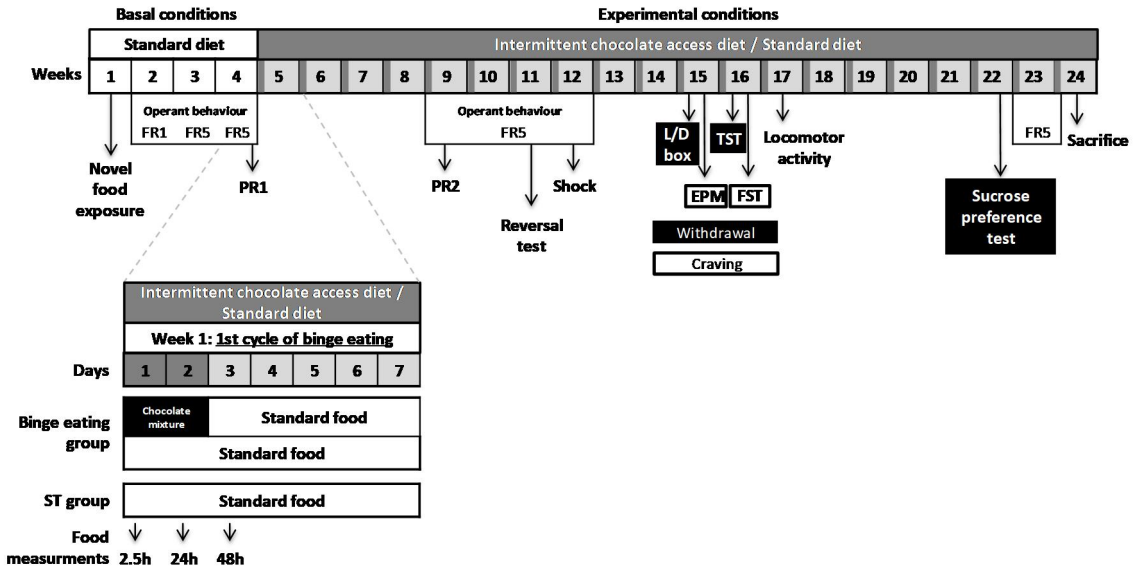 Basal conditions
Experimental conditions
Standard diet
Intermittent chocolate access diet / Standard diet
Weeks 1 2 3 4 5 6 7 8 9 10 11 12 13 14 15 16 17 18 19 20 21 22 23 24
Operant behaviour
FR1 FR5 FR5
Novel
food
exposure
PR1
Operant behaviour
FR5
PR2
Reversal
test
Shock
L/D
box
TST
EPM
FST
Withdrawal
Craving
Locomotor
activity
FR5
Sacrifice
Sucrose
preference
test
Intermittent chocolate access diet /
Standard diet
Week 1: 1st cycle of binge eating
Days 1 2 3 4 5 6 7
Binge eating
group
Chocolate
mixture
Standard food
Standard food
ST group
Standard food
Food
measurments 2.5h 24h 48h